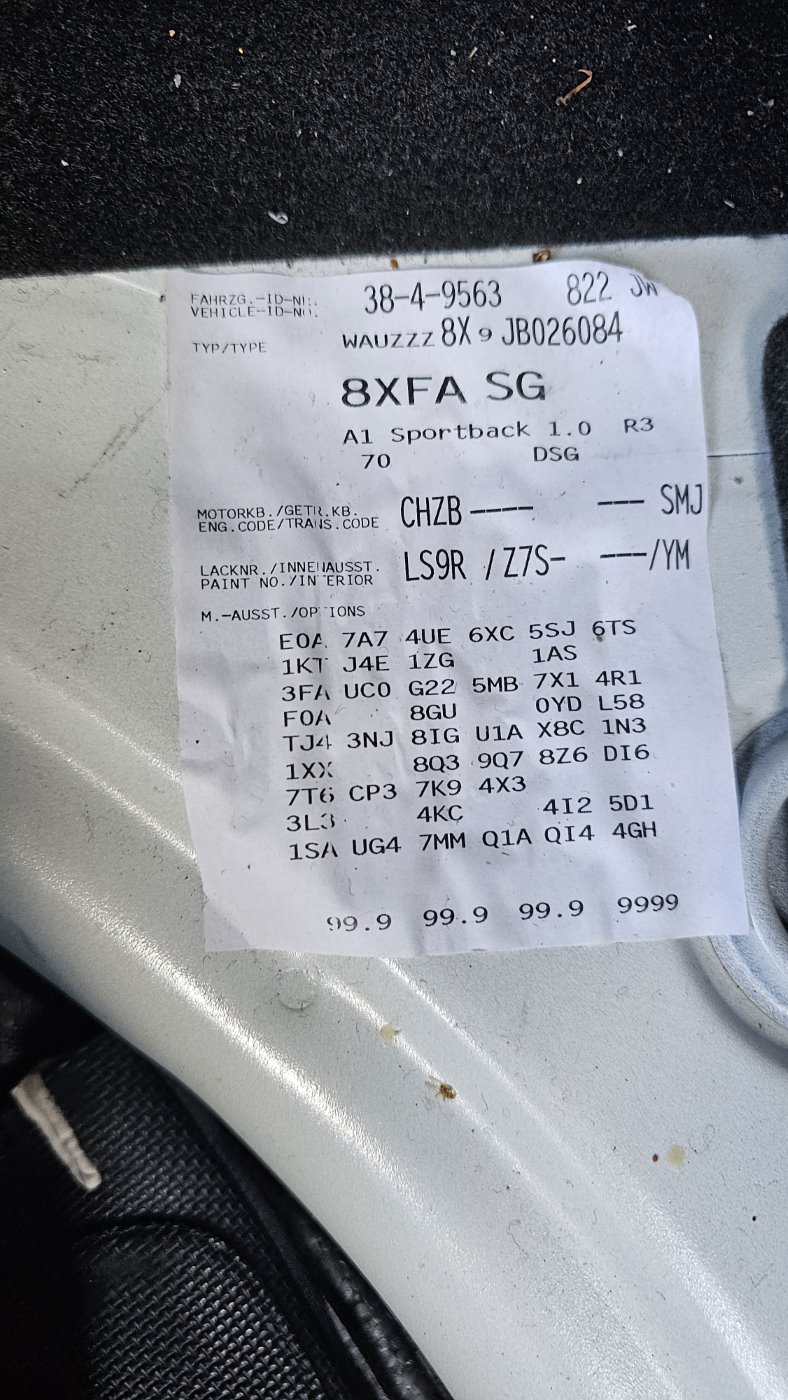 FAHRZG.-ID-NR. 38-4-9563 822 JW
VEHICLE-ID-NO.
TYP/TYPE WAUZZZ 8X 9 JB026084
8XFA SG
A1 Sportback 1.0 R3
70 DSG
MOTORKB./GETR.KB. CHZB ---- --- SMJ
ENG.CODE/TRANS.CODE
LACKNR./INNENAUSST. LS9R /Z7S- ---/YM
PAINT NO./INTERIOR
M.-AUSST./OPTIONS
E0A 7A7 4UE 6XC 5SJ 6TS
1KT J4E 1ZG 1AS
3FA UC0 G22 5MB 7X1 4R1
F0A 8GU 0YD L58
TJ4 3NJ 8IG U1A X8C 1N3
1XX 8Q3 9Q7 8Z6 DI6
7T6 CP3 7K9 4X3
3L3 4KC 4I2 5D1
1SA UG4 7MM Q1A QI4 4GH
99.9 99.9 99.9 9999